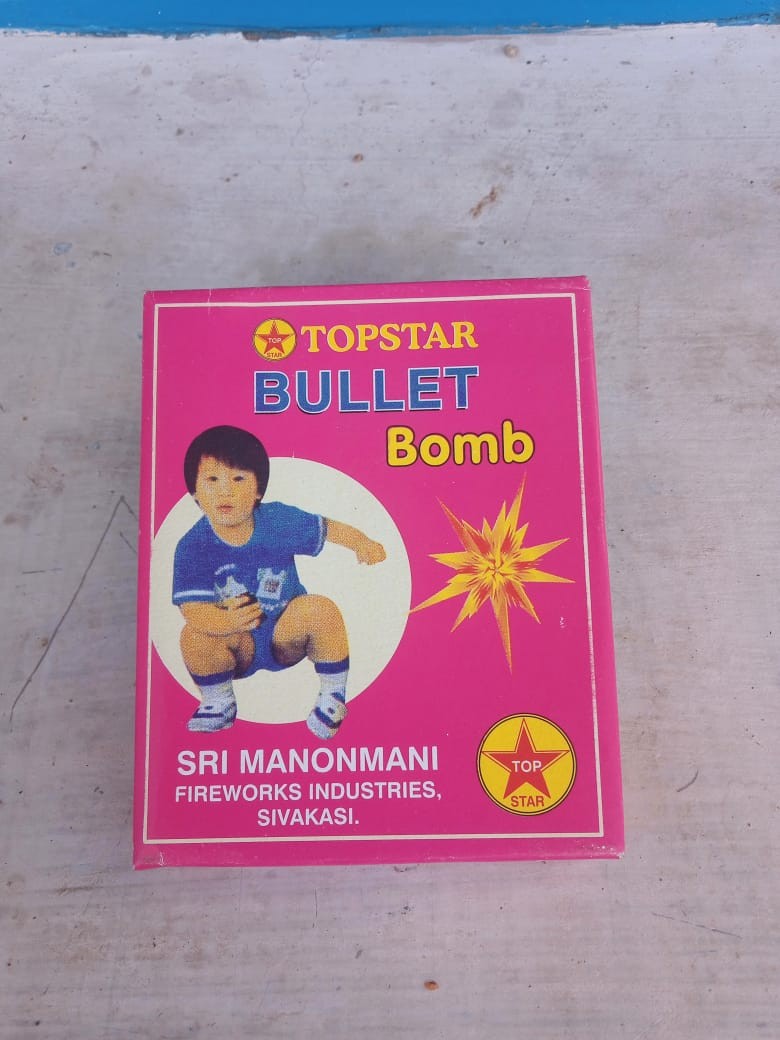 TOP
STAR
TOPSTAR
BULLET
Bomb
SRI MANONMANI
FIREWORKS INDUSTRIES,
SIVAKASI.
TOP
STAR